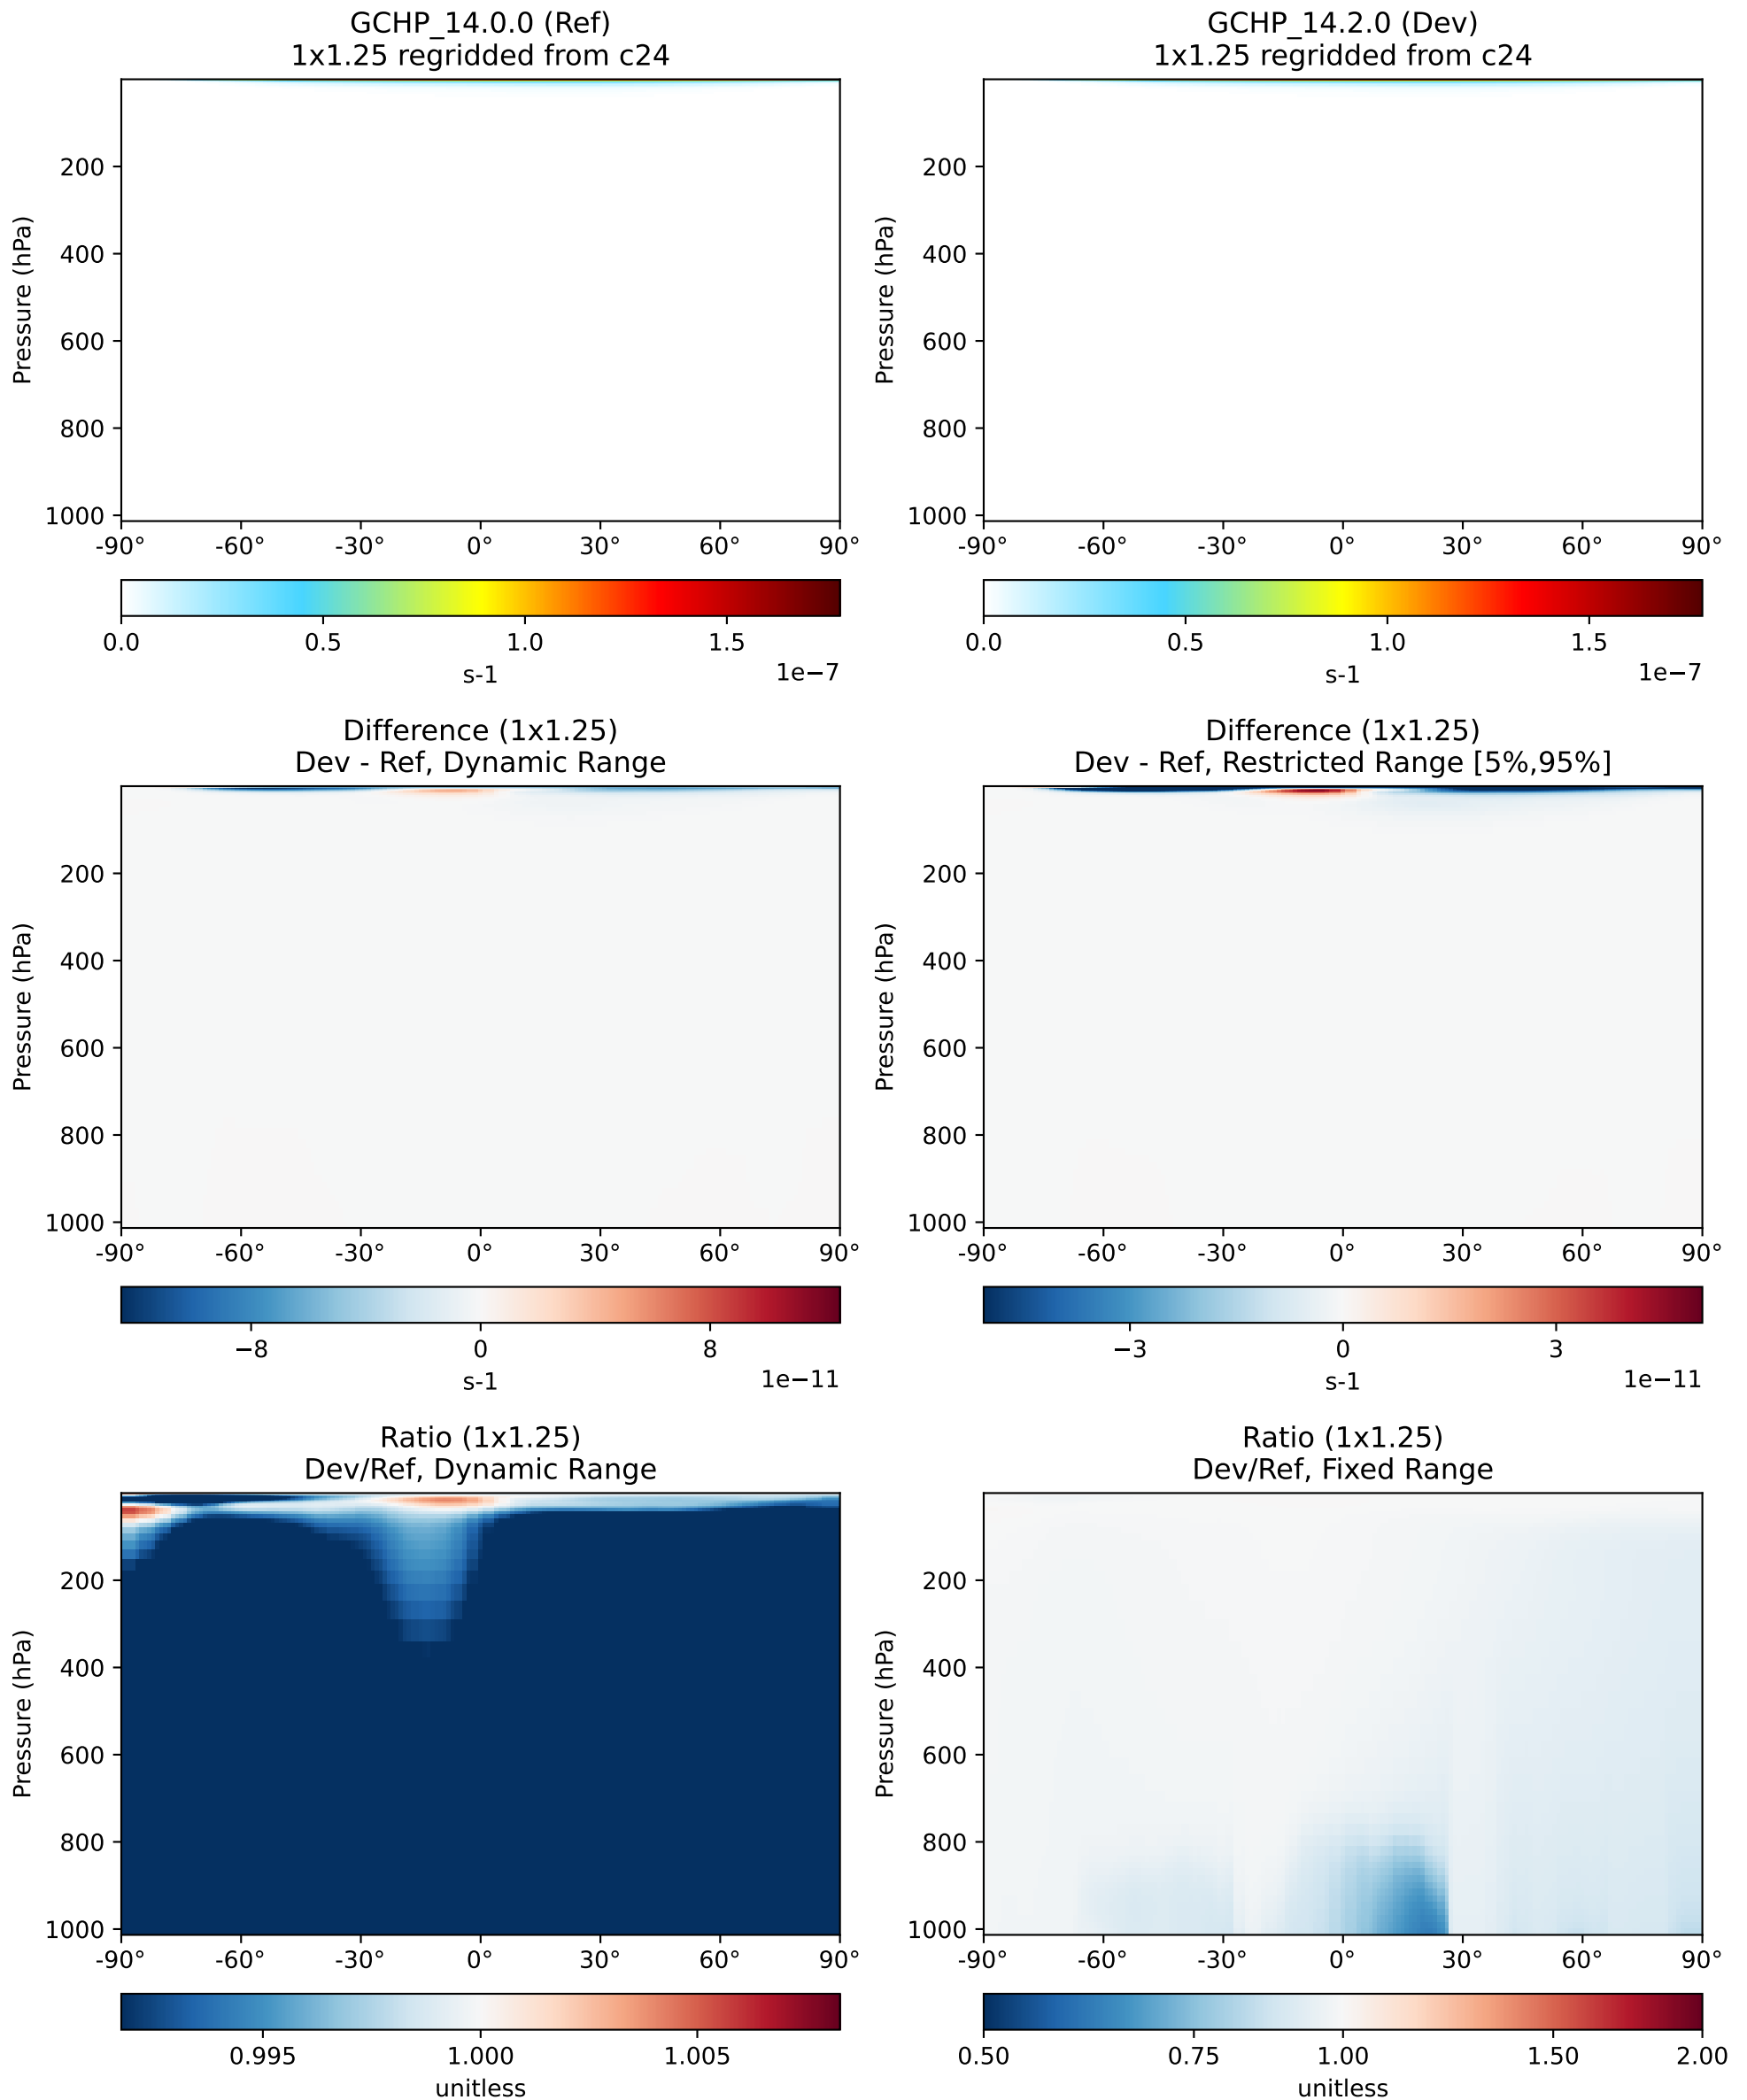 GCHP_14.0.0 (Ref)
1x1.25 regridded from c24
Pressure (hPa)
200
400
600
800
1000
-90° -60° -30° 0° 30° 60° 90°
0.0 0.5 1.0 1.5
1e−7
s-1
GCHP_14.2.0 (Dev)
1x1.25 regridded from c24
Pressure (hPa)
200
400
600
800
1000
-90° -60° -30° 0° 30° 60° 90°
0.0 0.5 1.0 1.5
1e−7
s-1
Difference (1x1.25)
Dev - Ref, Dynamic Range
Pressure (hPa)
200
400
600
800
1000
-90° -60° -30° 0° 30° 60° 90°
−8 0 8
1e−11
s-1
Difference (1x1.25)
Dev - Ref, Restricted Range [5%,95%]
Pressure (hPa)
200
400
600
800
1000
-90° -60° -30° 0° 30° 60° 90°
−3 0 3
1e−11
s-1
Ratio (1x1.25)
Dev/Ref, Dynamic Range
Pressure (hPa)
200
400
600
800
1000
-90° -60° -30° 0° 30° 60° 90°
0.995 1.000 1.005
unitless
Ratio (1x1.25)
Dev/Ref, Fixed Range
Pressure (hPa)
200
400
600
800
1000
-90° -60° -30° 0° 30° 60° 90°
0.50 0.75 1.00 1.50 2.00
unitless